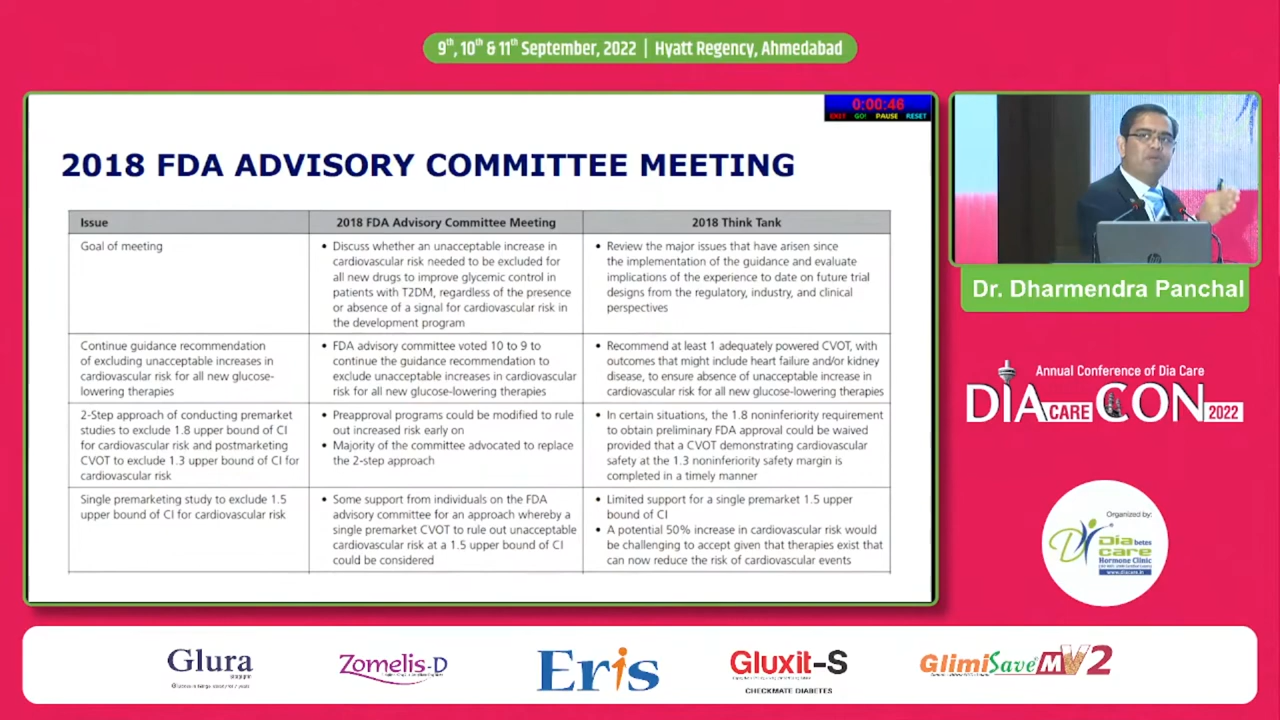 9th, 10th & 11th September, 2022 | Hyatt Regency, Ahmedabad
0:00:46
EXIT GO! PAUSE RESET
2018 FDA ADVISORY COMMITTEE MEETING
Issue
2018 FDA Advisory Committee Meeting
2018 Think Tank
Goal of meeting
• Discuss whether an unacceptable increase in
cardiovascular risk needed to be excluded for
all new drugs to improve glycemic control in
patients with T2DM, regardless of the presence
or absence of a signal for cardiovascular risk in
the development program
• Review the major issues that have arisen since
the implementation of the guidance and evaluate
implications of the experience to date on future trial
designs from the regulatory, industry, and clinical
perspectives
Continue guidance recommendation
of excluding unacceptable increases in
cardiovascular risk for all new glucose-
lowering therapies
• FDA advisory committee voted 10 to 9 to
continue the guidance recommendation to
exclude unacceptable increases in cardiovascular
risk for all new glucose-lowering therapies
• Recommend at least 1 adequately powered CVOT, with
outcomes that might include heart failure and/or kidney
disease, to ensure absence of unacceptable increase in
cardiovascular risk for all new glucose-lowering therapies
2-Step approach of conducting premarket
studies to exclude 1.8 upper bound of CI
for cardiovascular risk and postmarketing
CVOT to exclude 1.3 upper bound of CI for
cardiovascular risk
• Preapproval programs could be modified to rule
out increased risk early on
• Majority of the committee advocated to replace
the 2-step approach
• In certain situations, the 1.8 noninferiority requirement
to obtain preliminary FDA approval could be waived
provided that a CVOT demonstrating cardiovascular
safety at the 1.3 noninferiority safety margin is
completed in a timely manner
Single premarketing study to exclude 1.5
upper bound of CI for cardiovascular risk
• Some support from individuals on the FDA
advisory committee for an approach whereby a
single premarket CVOT to rule out unacceptable
cardiovascular risk at a 1.5 upper bound of CI
could be considered
• Limited support for a single premarket 1.5 upper
bound of CI
• A potential 50% increase in cardiovascular risk would
be challenging to accept given that therapies exist that
can now reduce the risk of cardiovascular events
hp
Dr. Dharmendra Panchal
Annual Conference of Dia Care
DIA CARE CON 2022
Organized by:
Diabetes
care
Hormone Clinic
www.diacare.in
Glura
Zomelis-D
Eris
Gluxit-S
CHECKMATE DIABETES
GlimiSave MV2